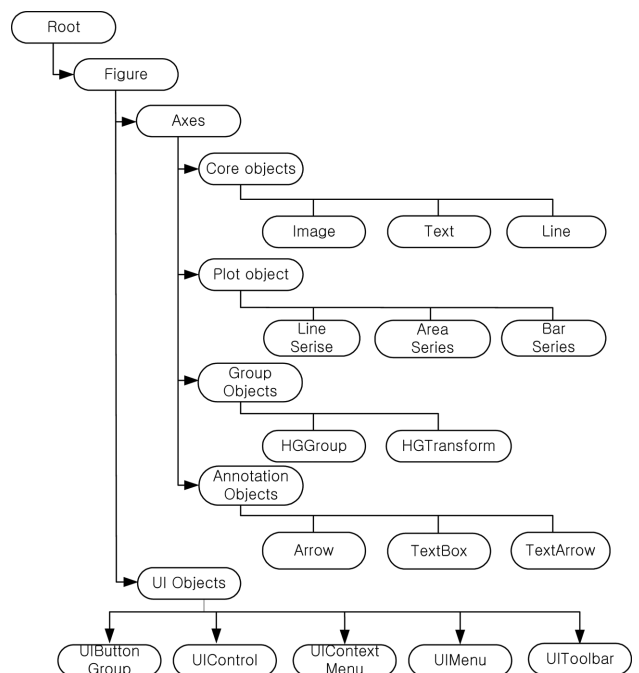 Root
Figure
Axes
Core objects
Image
Text
Line
Plot object
Line
Serise
Area
Series
Bar
Series
Group
Objects
HGGroup
HGTransform
Annotation
Objects
Arrow
TextBox
TextArrow
UI Objects
UIButton
Group
UIControl
UIContext
Menu
UIMenu
UIToolbar